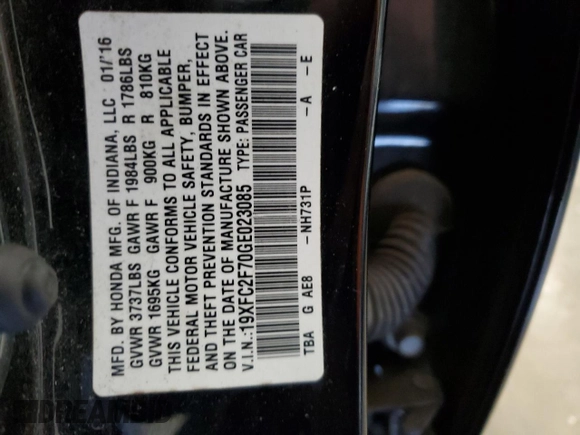 MFD. BY HONDA MFG. OF INDIANA, LLC 01/'16
GVWR 3737LBS GAWR F 1984LBS R 1786LBS
GVWR 1695KG GAWR F 900KG R 810KG
THIS VEHICLE CONFORMS TO ALL APPLICABLE
FEDERAL MOTOR VEHICLE SAFETY, BUMPER,
AND THEFT PREVENTION STANDARDS IN EFFECT
ON THE DATE OF MANUFACTURE SHOWN ABOVE.
V.I.N.:19XFC2F70GE023085 TYPE: PASSENGER CAR
TBA G AE8 -NH731P -A -E